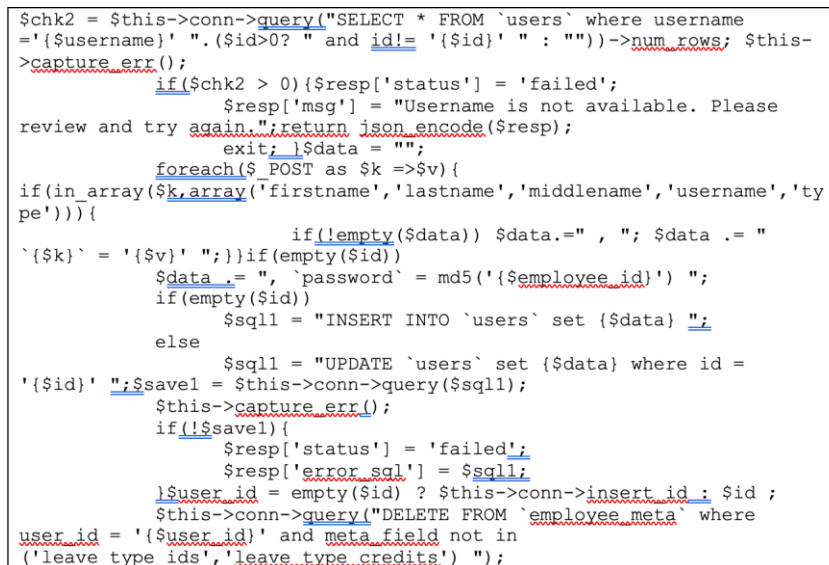 $chk2 = $this->conn->query("SELECT * FROM `users` where username
='{$username}' ".($id>0? " and id!= '{$id}' " : ""))->num_rows; $this-
>capture_err();
if($chk2 > 0){$resp['status'] = 'failed';
$resp['msg'] = "Username is not available. Please
review and try again.";return json_encode($resp);
exit; }$data = "";
foreach($_POST as $k =>$v){
if(in_array($k,array('firstname','lastname','middlename','username','ty
pe'))){
if(!empty($data)) $data.=" , "; $data .= "
`{$k}` = '{$v}' ";}}if(empty($id))
$data .= ", `password` = md5('{$employee_id}') ";
if(empty($id))
$sql1 = "INSERT INTO `users` set {$data} ";
else
$sql1 = "UPDATE `users` set {$data} where id =
'{$id}' ";$save1 = $this->conn->query($sql1);
$this->capture_err();
if(!$save1){
$resp['status'] = 'failed';
$resp['error_sql'] = $sql1;
}$user_id = empty($id) ? $this->conn->insert_id : $id ;
$this->conn->query("DELETE FROM `employee_meta` where
user_id = '{$user_id}' and meta_field not in
('leave_type_ids','leave_type_credits') ");